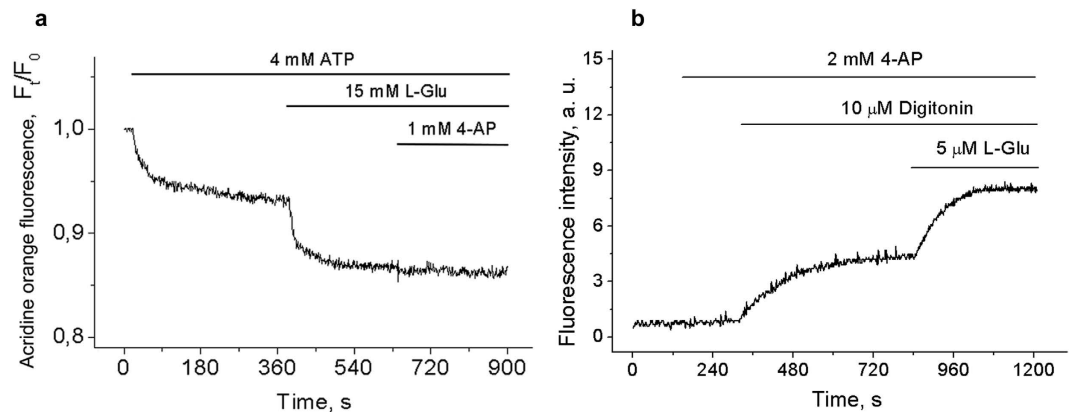 a
4 mM ATP
15 mM L-Glu
1 mM 4-AP
Acridine orange fluorescence, Fₜ/F₀
1,0
0,9
0,8
0 180 360 540 720 900
Time, s
b
2 mM 4-AP
10 μM Digitonin
5 μM L-Glu
Fluorescence intensity, a. u.
15
12
9
6
3
0
0 240 480 720 960 1200
Time, s